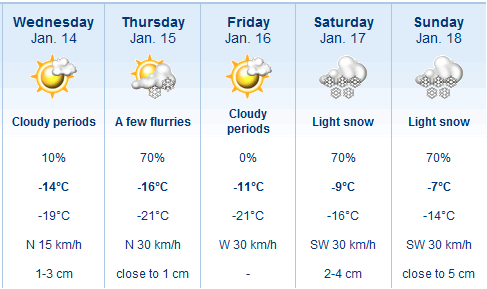 Wednesday Thursday Friday Saturday Sunday
Jan. 14 Jan. 15 Jan. 16 Jan. 17 Jan. 18
Cloudy periods A few flurries Cloudy periods Light snow Light snow
10% 70% 0% 70% 70%
-14°C -16°C -11°C -9°C -7°C
-19°C -21°C -21°C -16°C -14°C
N 15 km/h N 30 km/h W 30 km/h SW 30 km/h SW 30 km/h
1-3 cm close to 1 cm - 2-4 cm close to 5 cm